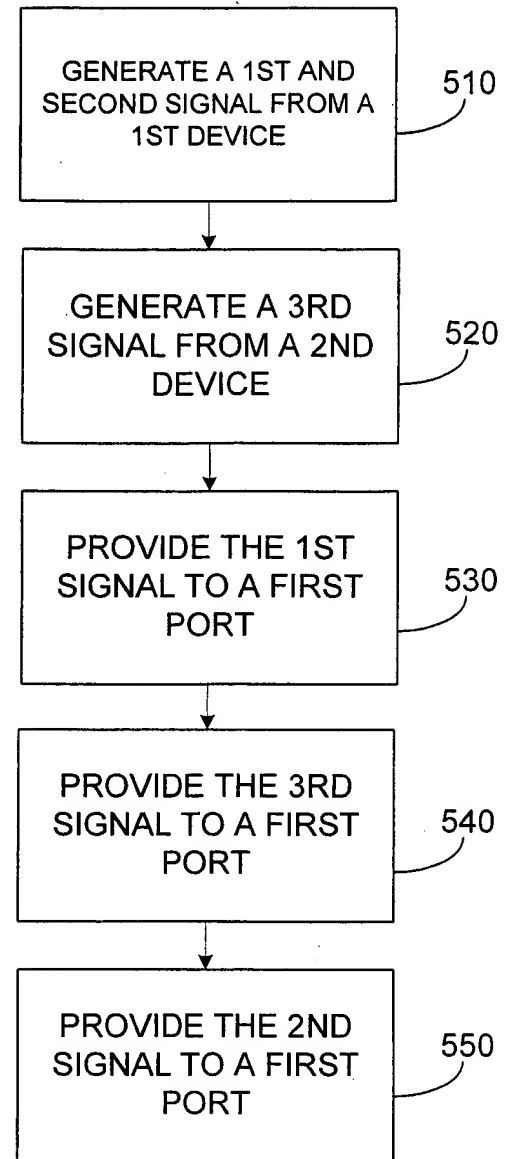 GENERATE A 1ST AND
SECOND SIGNAL FROM A
1ST DEVICE
510
GENERATE A 3RD
SIGNAL FROM A 2ND
DEVICE
520
PROVIDE THE 1ST
SIGNAL TO A FIRST
PORT
530
PROVIDE THE 3RD
SIGNAL TO A FIRST
PORT
540
PROVIDE THE 2ND
SIGNAL TO A FIRST
PORT
550